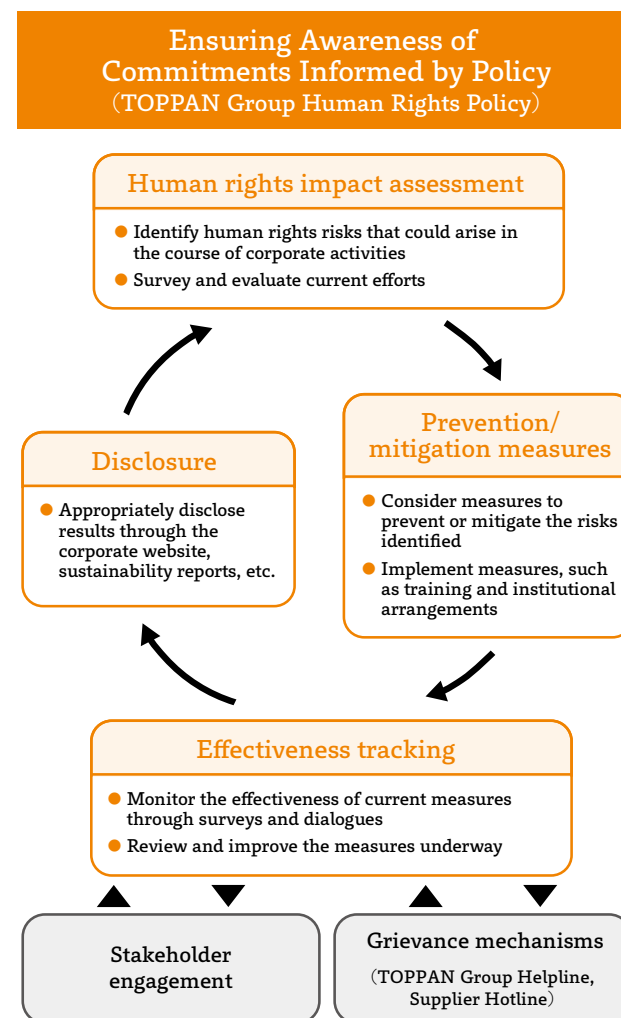 Ensuring Awareness of
Commitments Informed by Policy
（TOPPAN Group Human Rights Policy）
Human rights impact assessment
● Identify human rights risks that could arise in
the course of corporate activities
● Survey and evaluate current efforts
Prevention/
mitigation measures
● Consider measures to
prevent or mitigate the risks
identified
● Implement measures, such
as training and institutional
arrangements
Disclosure
● Appropriately disclose
results through the
corporate website,
sustainability reports, etc.
Effectiveness tracking
● Monitor the effectiveness of current measures
through surveys and dialogues
● Review and improve the measures underway
Stakeholder
engagement
Grievance mechanisms
（TOPPAN Group Helpline,
Supplier Hotline）